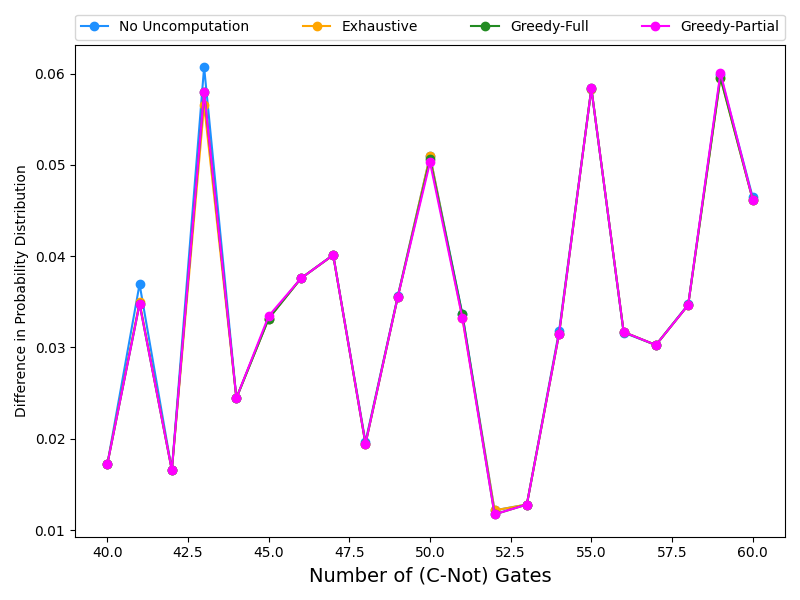 No Uncomputation Exhaustive Greedy-Full Greedy-Partial
0.06
0.05
0.04
0.03
0.02
0.01
Difference in Probability Distribution
40.0 42.5 45.0 47.5 50.0 52.5 55.0 57.5 60.0
Number of (C-Not) Gates